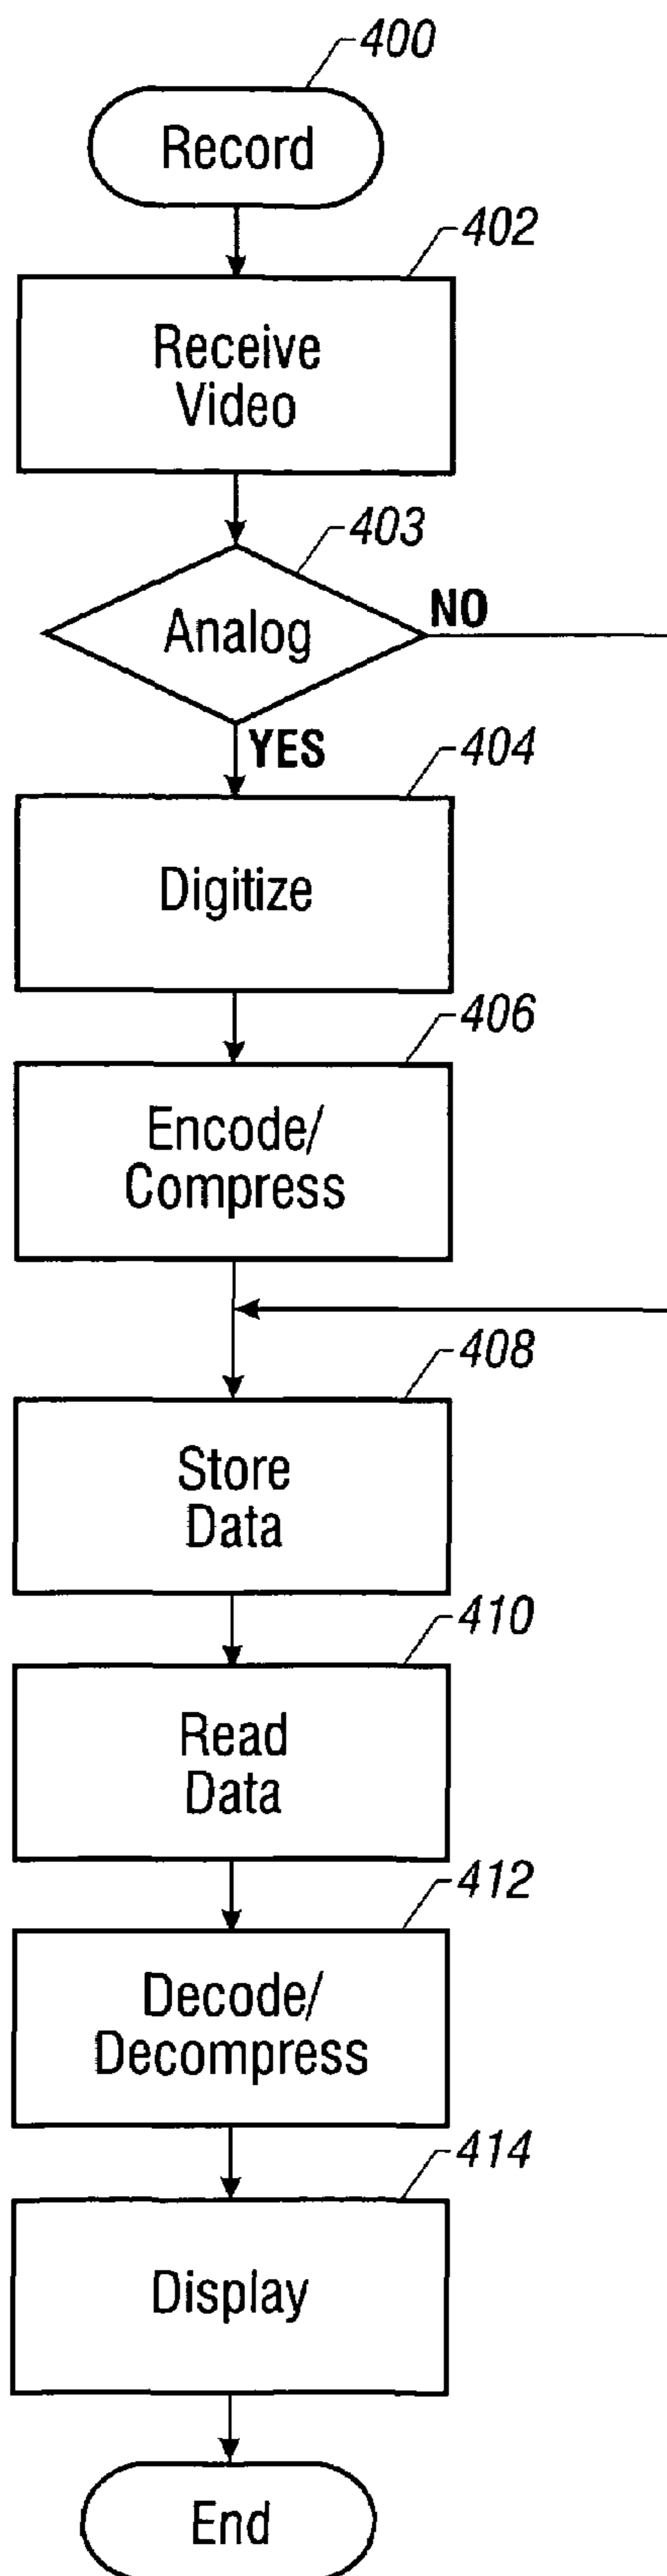 400
Record
402
Receive
Video
403
Analog
NO
YES
404
Digitize
406
Encode/
Compress
408
Store
Data
410
Read
Data
412
Decode/
Decompress
414
Display
End